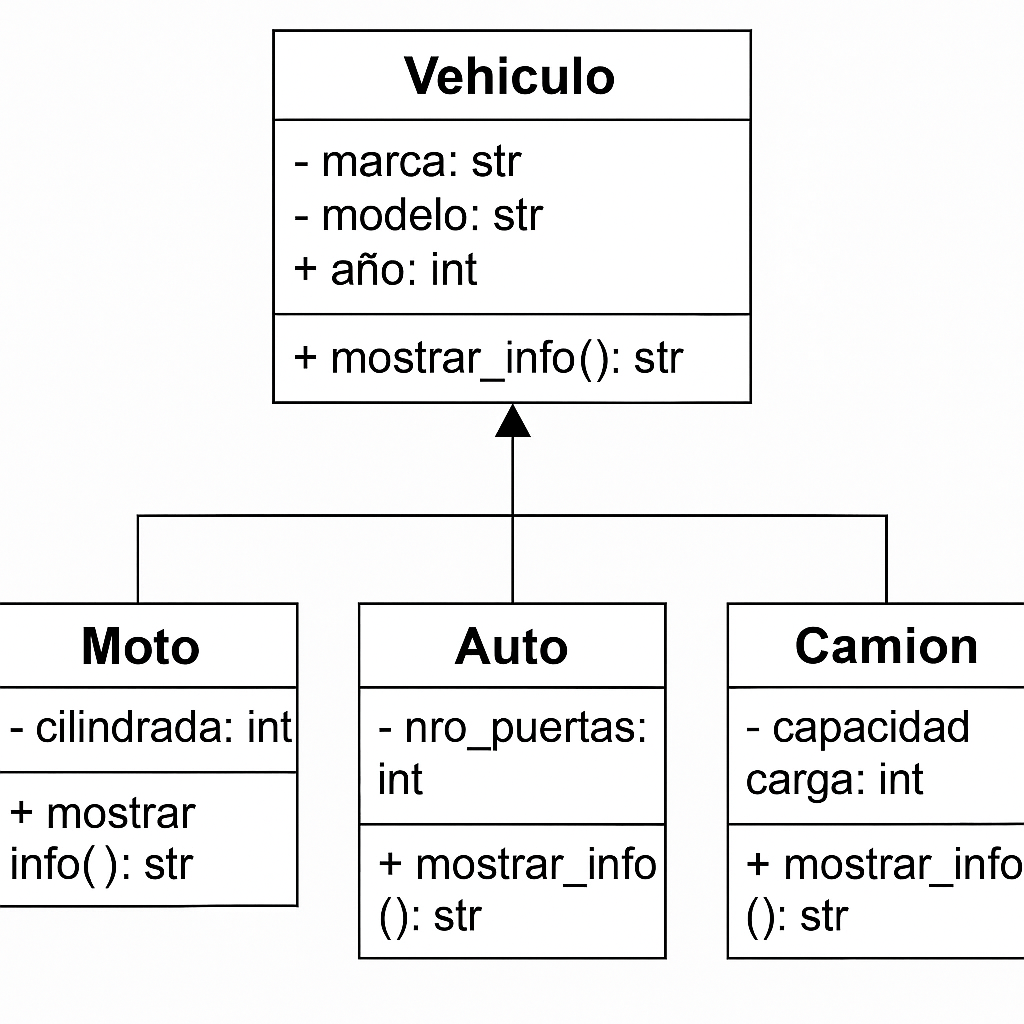 Vehiculo
- marca: str
- modelo: str
+ año: int
+ mostrar_info(): str
Moto
- cilindrada: int
+ mostrar
info( ): str
Auto
- nro_puertas:
int
+ mostrar_info
(): str
Camion
- capacidad
carga: int
+ mostrar_info
(): str